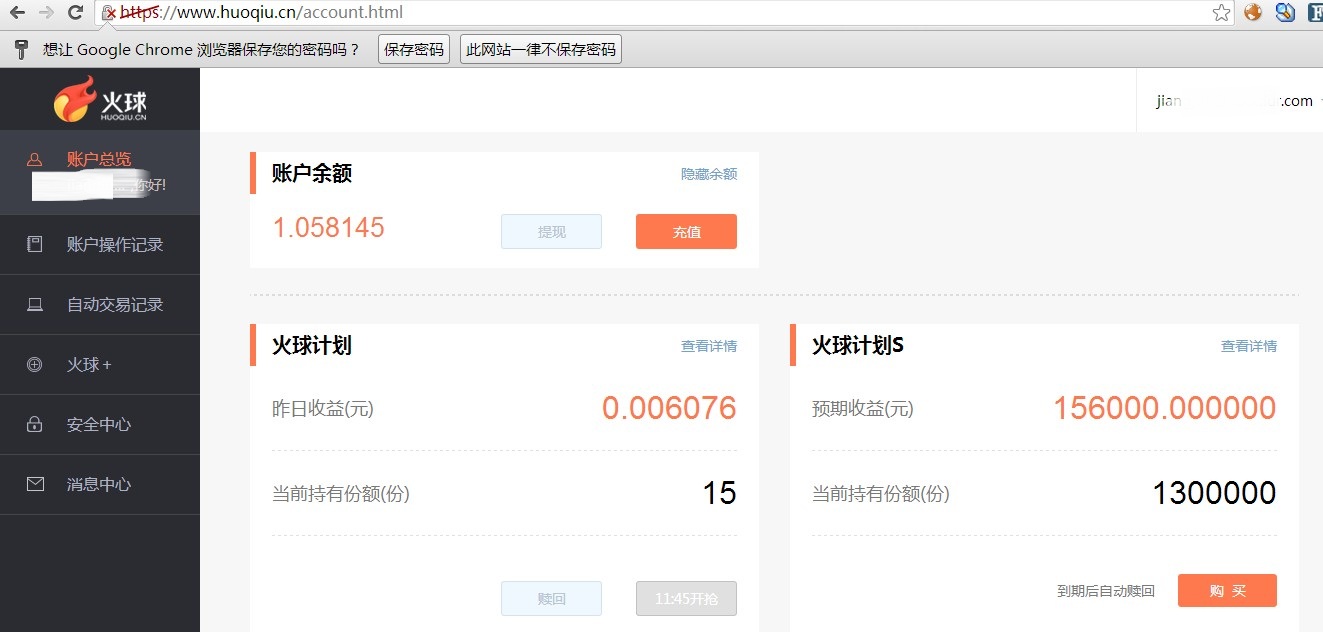 https://www.huoqiu.cn/account.html
想让 Google Chrome 浏览器保存您的密码吗？ 保存密码 此网站一律不保存密码
火球
HUOQIU.CN
jian
.com
账户总览
你好!
账户操作记录
自动交易记录
火球+
安全中心
消息中心
账户余额 隐藏余额
1.058145 提现 充值
火球计划 查看详情
昨日收益(元) 0.006076
当前持有份额(份) 15
赎回 11:45开抢
火球计划S 查看详情
预期收益(元) 156000.000000
当前持有份额(份) 1300000
到期后自动赎回 购 买